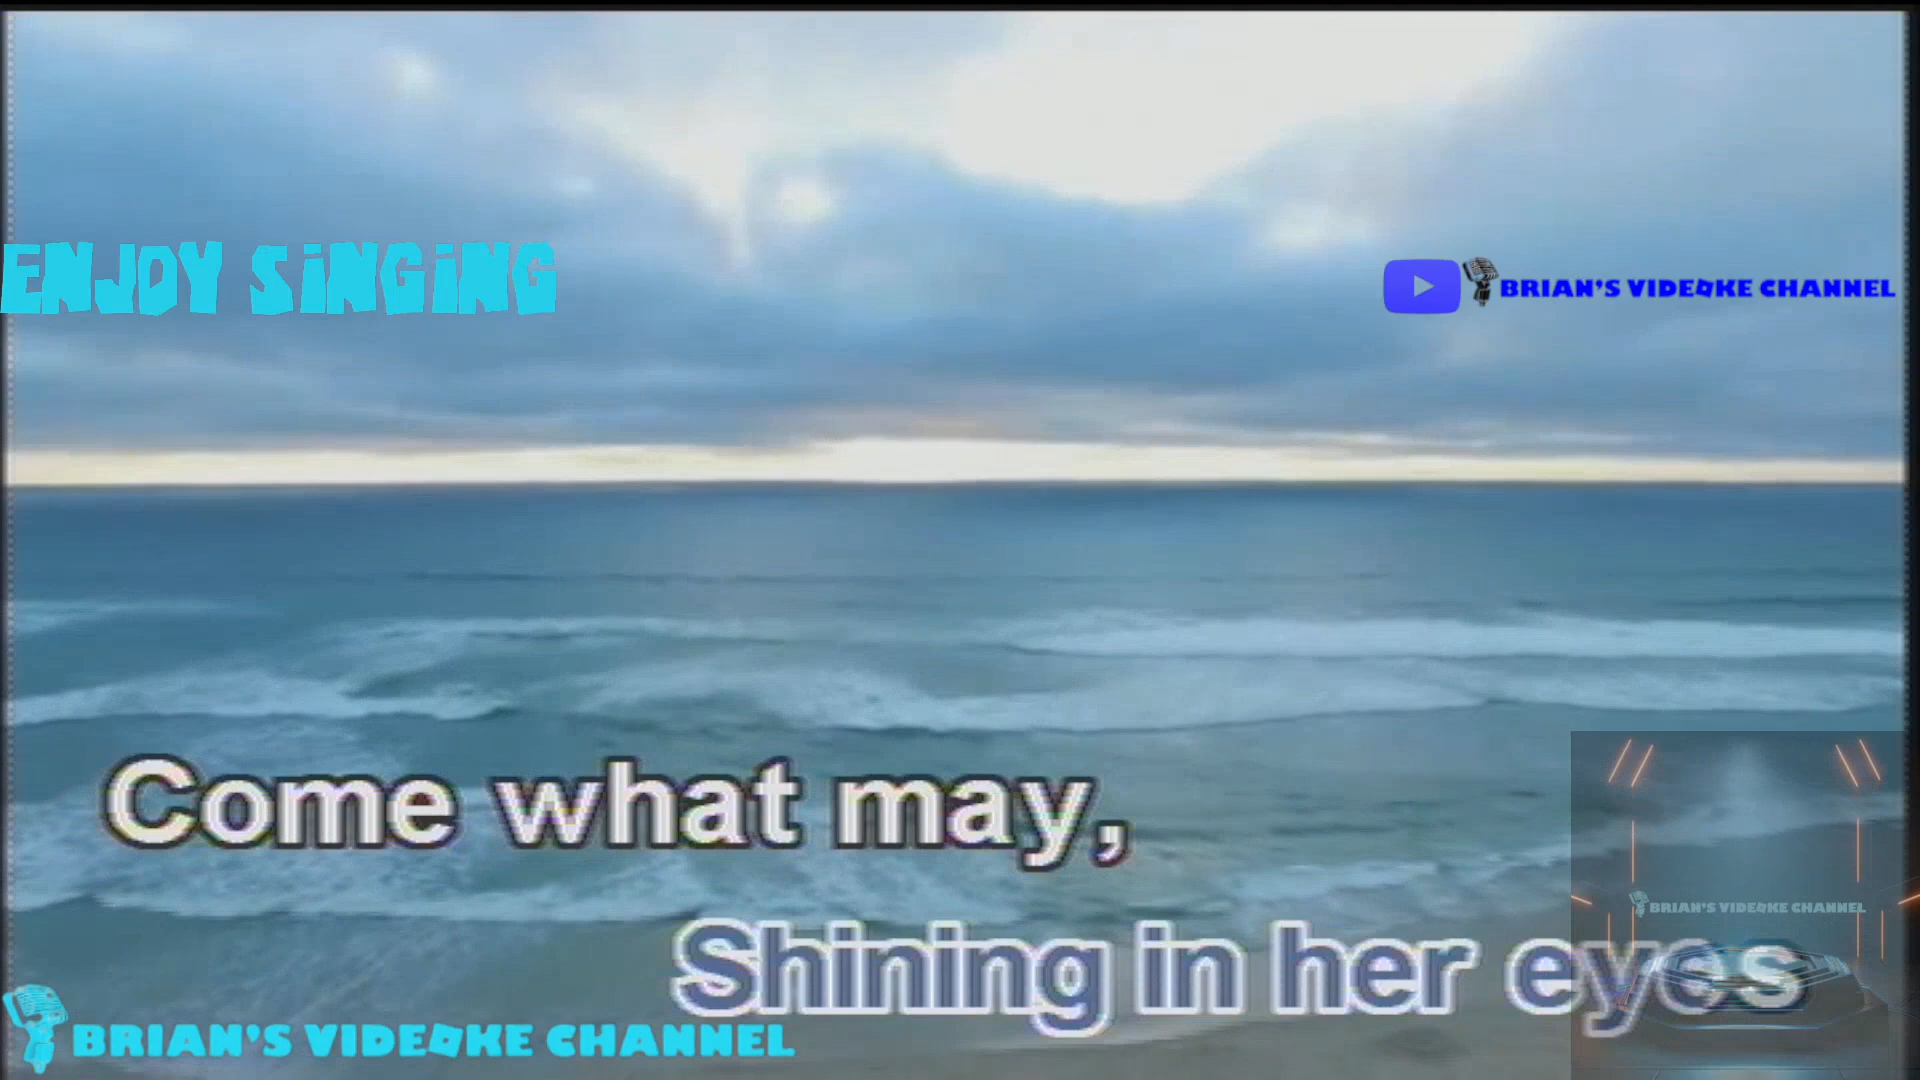 ENJOY SiNGiNG
BRIAN'S VIDEOKE CHANNEL
Come what may,
BRIAN'S VIDEOKE CHANNEL
Shining in her eyes
BRIAN'S VIDEOKE CHANNEL